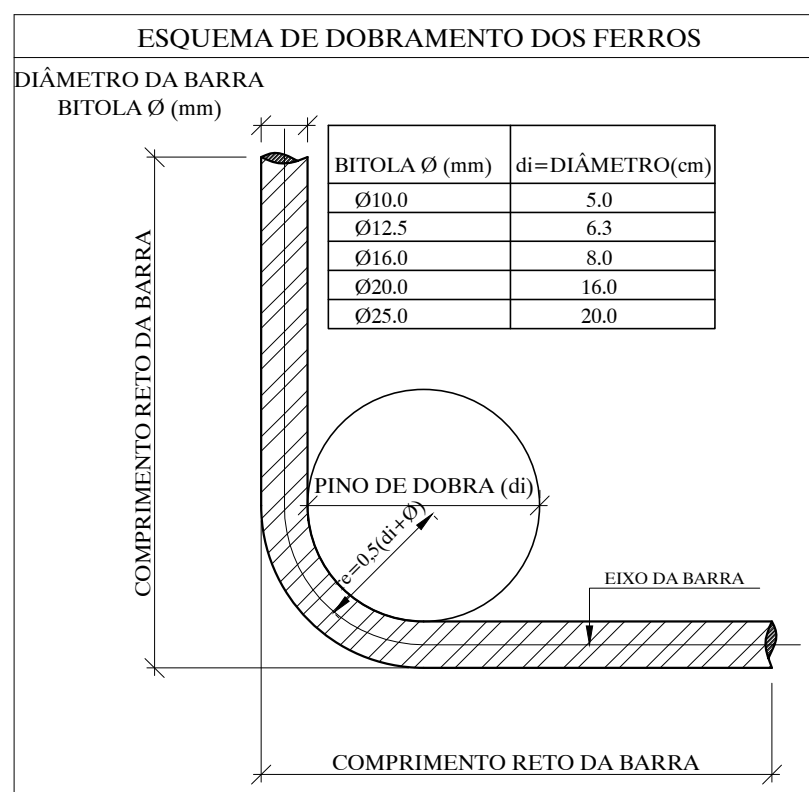 ESQUEMA DE DOBRAMENTO DOS FERROS
DIÂMETRO DA BARRA
BITOLA Ø (mm)
BITOLA Ø (mm) di=DIÂMETRO(cm)
Ø10.0 5.0
Ø12.5 6.3
Ø16.0 8.0
Ø20.0 16.0
Ø25.0 20.0
COMPRIMENTO RETO DA BARRA
PINO DE DOBRA (di)
re=0,5(di+Ø)
EIXO DA BARRA
COMPRIMENTO RETO DA BARRA